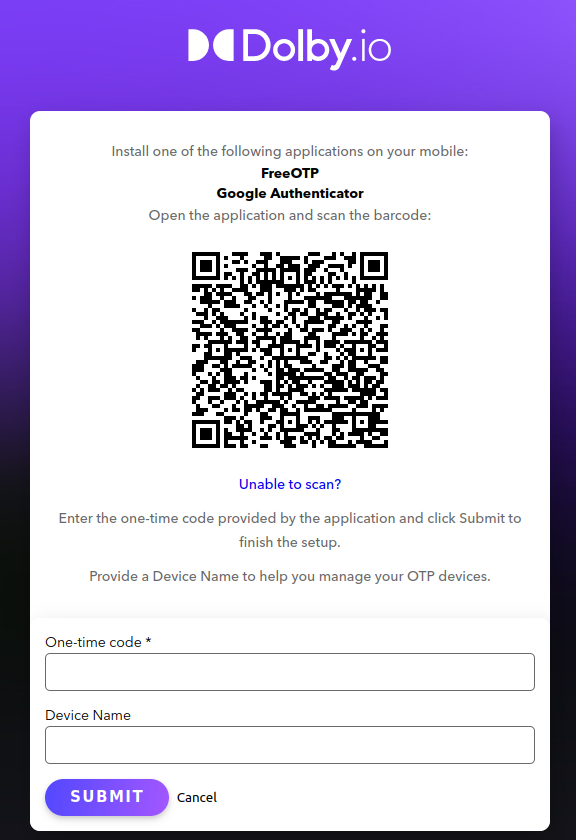 Dolby.io
Install one of the following applications on your mobile:
FreeOTP
Google Authenticator
Open the application and scan the barcode:
Unable to scan?
Enter the one-time code provided by the application and click Submit to
finish the setup.
Provide a Device Name to help you manage your OTP devices.
One-time code *
Device Name
SUBMIT Cancel